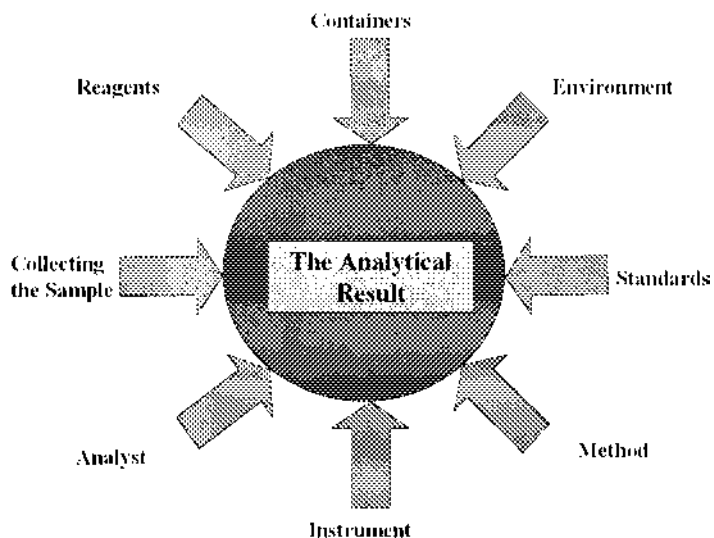 Containers
Reagents
Environment
Collecting
the Sample
The Analytical
Result
Standards
Analyst
Method
Instrument